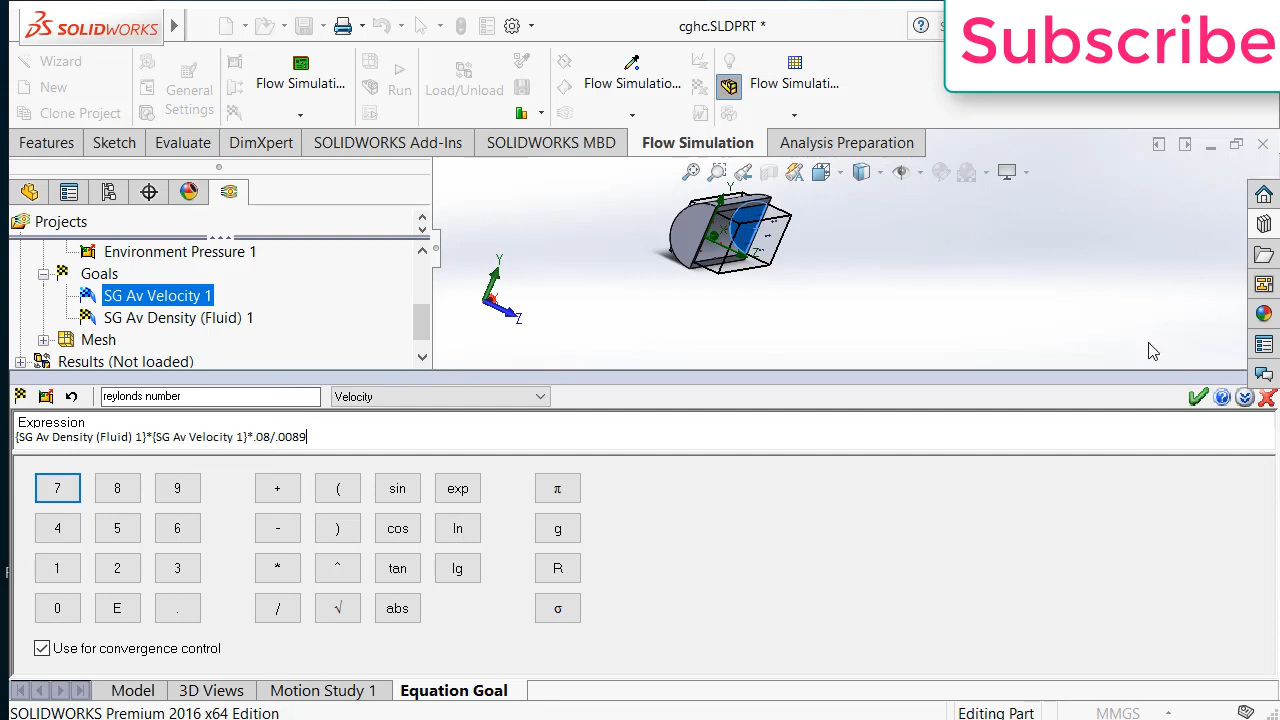 SOLIDWORKS
cghc.SLDPRT *
Subscribe
Wizard
New
Clone Project
General Settings
Flow Simulati...
Run
Load/Unload
Flow Simulatio...
Flow Simulati...
Features
Sketch
Evaluate
DimXpert
SOLIDWORKS Add-Ins
SOLIDWORKS MBD
Flow Simulation
Analysis Preparation
Projects
Environment Pressure 1
Goals
SG Av Velocity 1
SG Av Density (Fluid) 1
Mesh
Results (Not loaded)
Y
Z
Y
X
Z
reylonds number
Velocity
Expression
{SG Av Density (Fluid) 1}*{SG Av Velocity 1}*.08/.0089
7 8 9 + ( sin exp π
4 5 6 - ) cos ln g
1 2 3 * ^ tan lg R
0 E . / √ abs σ
Use for convergence control
Model
3D Views
Motion Study 1
Equation Goal
SOLIDWORKS Premium 2016 x64 Edition
Editing Part
MMGS